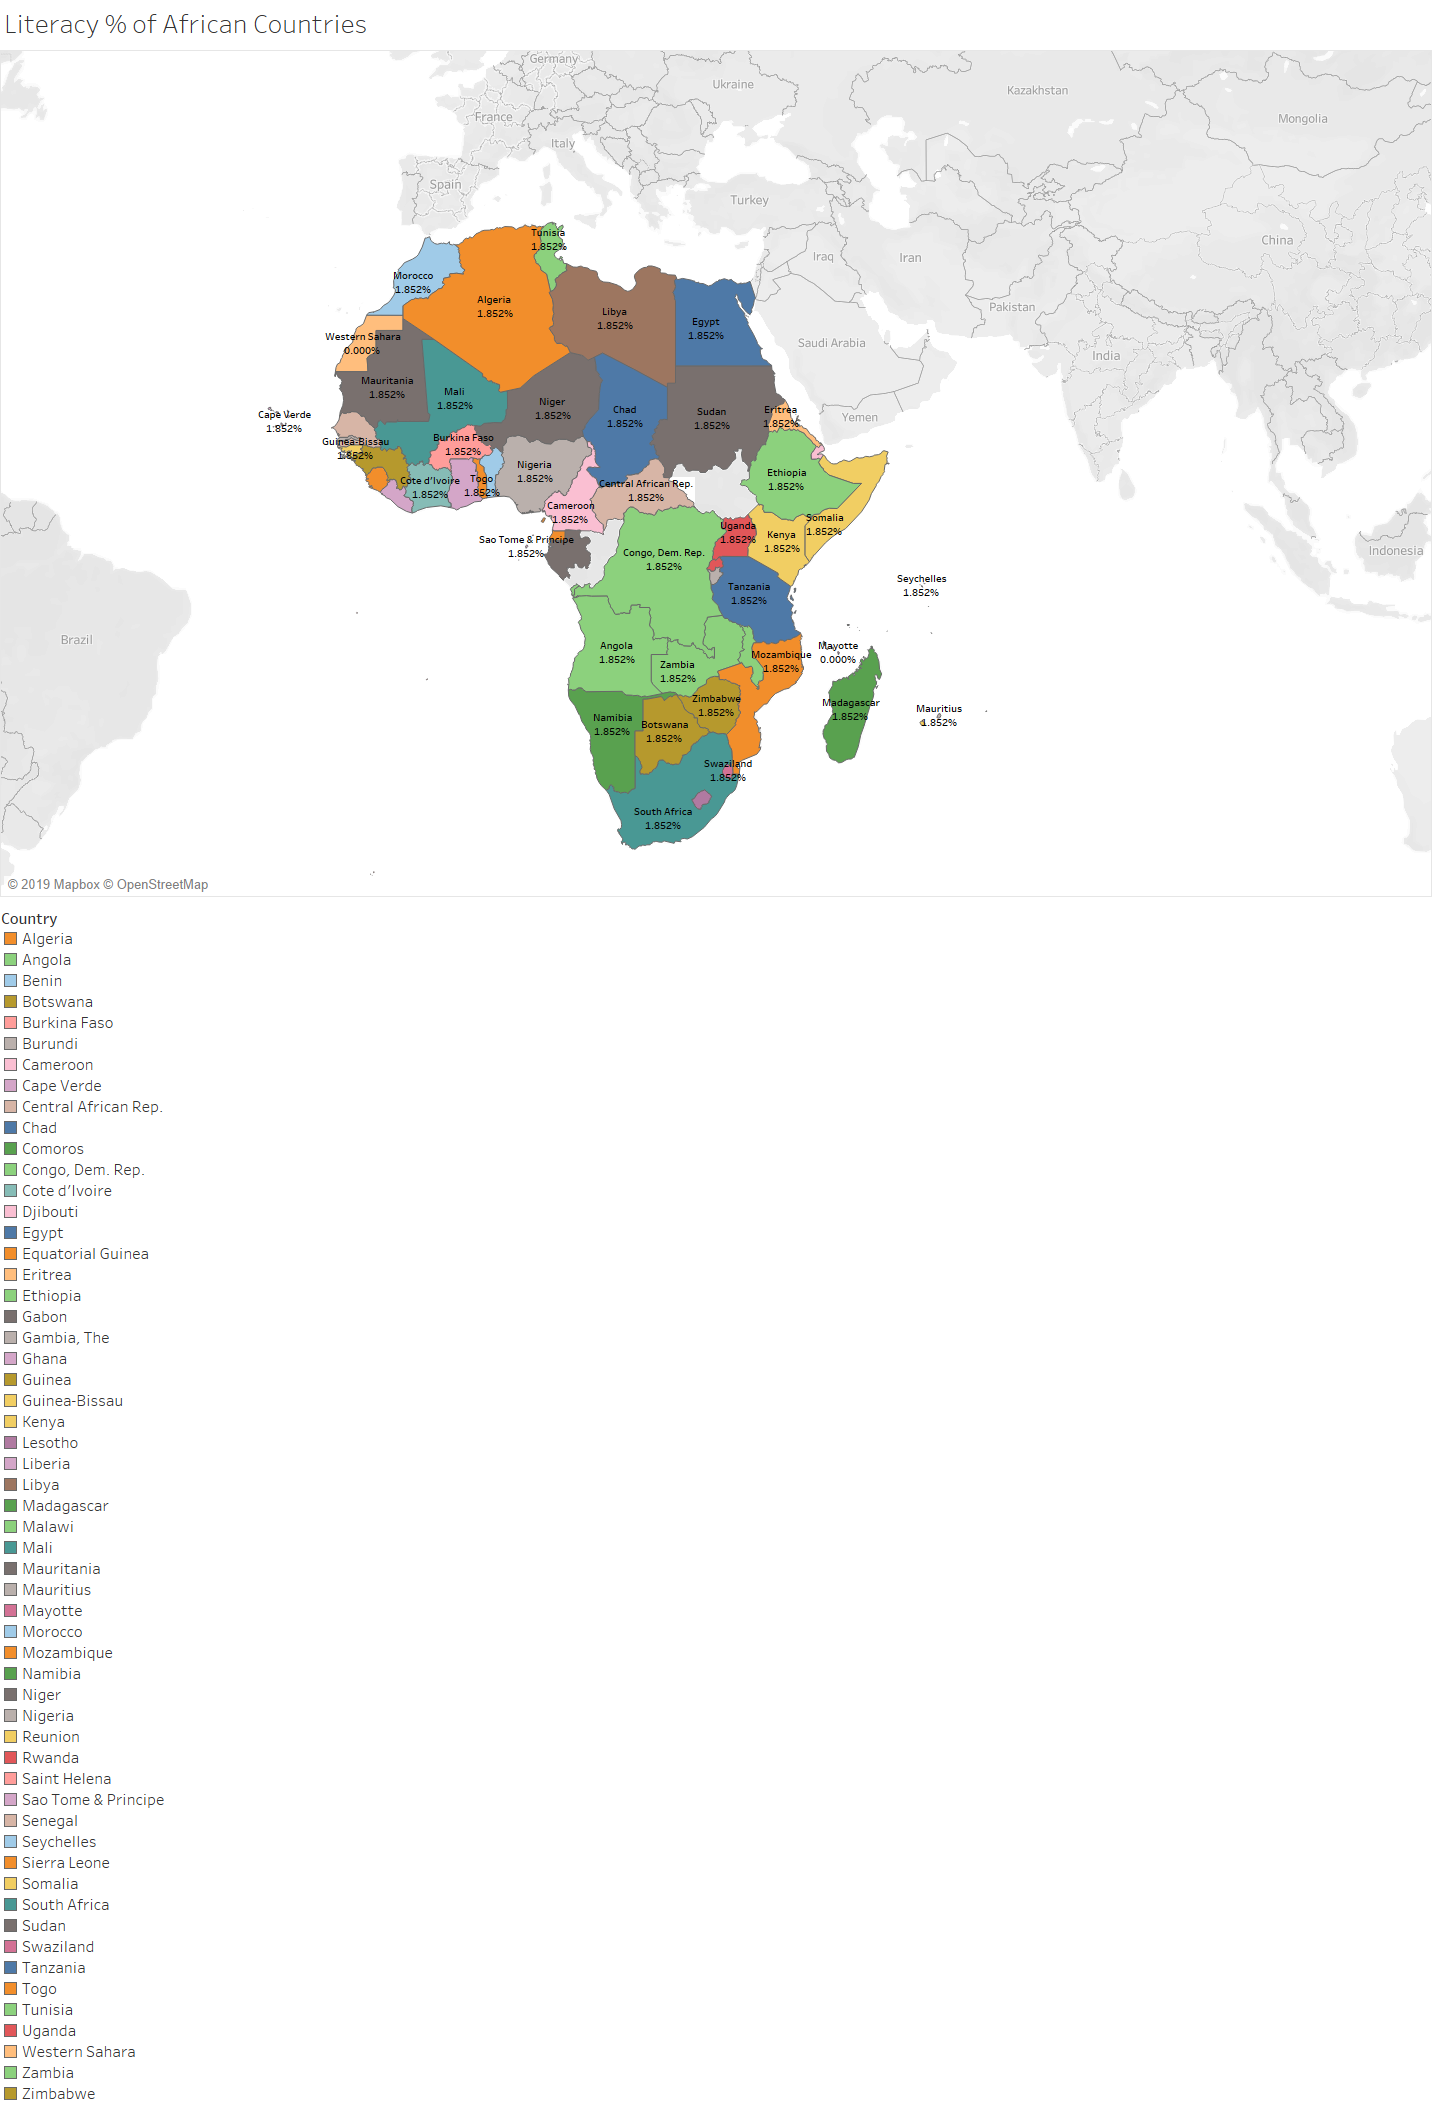 Literacy % of African Countries
Germany
Ukraine
Kazakhstan
France
Mongolia
Italy
Spain
Turkey
Tunisia
1.852%
China
Iraq
Iran
Morocco
1.852%
Algeria
1.852%
Pakistan
Libya
1.852%
Egypt
1.852%
Western Sahara
0.000%
Saudi Arabia
India
Mauritania
1.852%
Mali
1.852%
Niger
1.852%
Chad
1.852%
Sudan
1.852%
Eritrea
1.852%
Yemen
Cape Verde
1.852%
Guinea-Bissau
1.852%
Burkina Faso
1.852%
Nigeria
1.852%
Ethiopia
1.852%
Cote d'Ivoire
1.852%
Togo
1.852%
Central African Rep.
1.852%
Cameroon
1.852%
Somalia
1.852%
Uganda
1.852%
Kenya
1.852%
Sao Tome & Principe
1.852%
Congo, Dem. Rep.
1.852%
Indonesia
Seychelles
1.852%
Tanzania
1.852%
Brazil
Angola
1.852%
Mayotte
0.000%
Mozambique
1.852%
Zambia
1.852%
Zimbabwe
1.852%
Madagascar
1.852%
Mauritius
1.852%
Namibia
1.852%
Botswana
1.852%
Swaziland
1.852%
South Africa
1.852%
© 2019 Mapbox © OpenStreetMap
Country
Algeria
Angola
Benin
Botswana
Burkina Faso
Burundi
Cameroon
Cape Verde
Central African Rep.
Chad
Comoros
Congo, Dem. Rep.
Cote d'Ivoire
Djibouti
Egypt
Equatorial Guinea
Eritrea
Ethiopia
Gabon
Gambia, The
Ghana
Guinea
Guinea-Bissau
Kenya
Lesotho
Liberia
Libya
Madagascar
Malawi
Mali
Mauritania
Mauritius
Mayotte
Morocco
Mozambique
Namibia
Niger
Nigeria
Reunion
Rwanda
Saint Helena
Sao Tome & Principe
Senegal
Seychelles
Sierra Leone
Somalia
South Africa
Sudan
Swaziland
Tanzania
Togo
Tunisia
Uganda
Western Sahara
Zambia
Zimbabwe